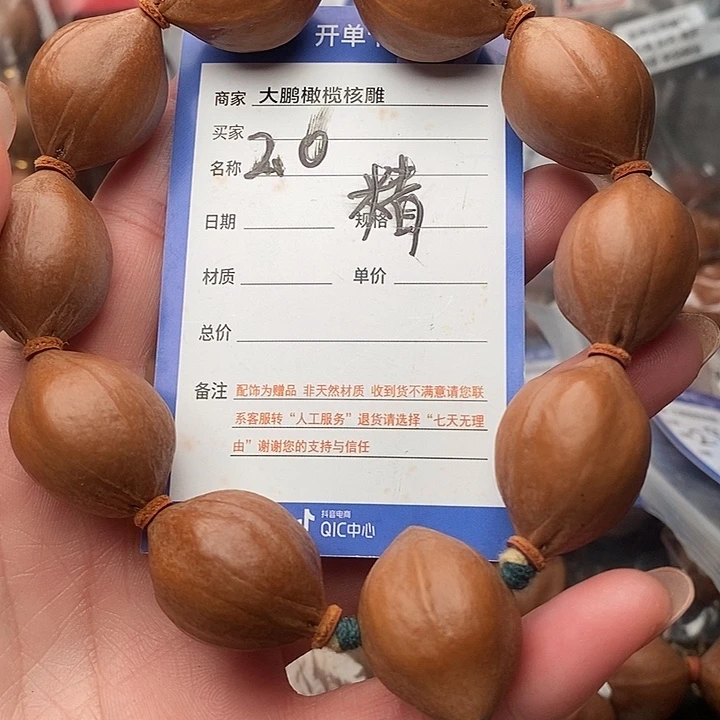 开单
商家 大鹏橄榄核雕
买家
名称 2.0
精
日期 规格
材质 单价
总价
备注 配饰为赠品 非天然材质 收到货不满意请您联
系客服转“人工服务”退货请选择“七天无理
由”谢谢您的支持与信任
抖音电商
QIC中心